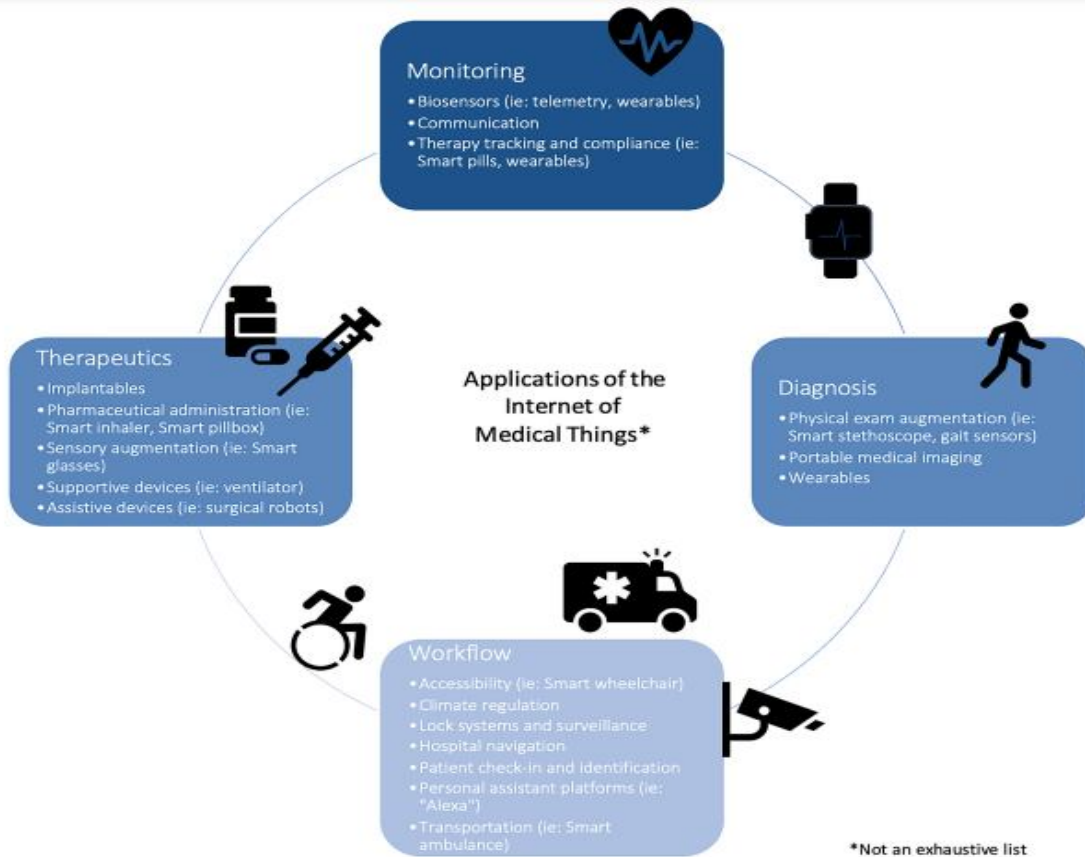 Monitoring
•Biosensors (ie: telemetry, wearables)
•Communication
•Therapy tracking and compliance (ie:
Smart pills, wearables)
Therapeutics
•Implantables
•Pharmaceutical administration (ie:
Smart inhaler, Smart pillbox)
•Sensory augmentation (ie: Smart
glasses)
•Supportive devices (ie: ventilator)
•Assistive devices (ie: surgical robots)
Applications of the
Internet of
Medical Things*
Diagnosis
•Physical exam augmentation (ie:
Smart stethoscope, gait sensors)
•Portable medical imaging
•Wearables
Workflow
•Accessibility (ie: Smart wheelchair)
•Climate regulation
•Lock systems and surveillance
•Hospital navigation
•Patient check-in and identification
•Personal assistant platforms (ie:
"Alexa")
•Transportation (ie: Smart
ambulance)
*Not an exhaustive list